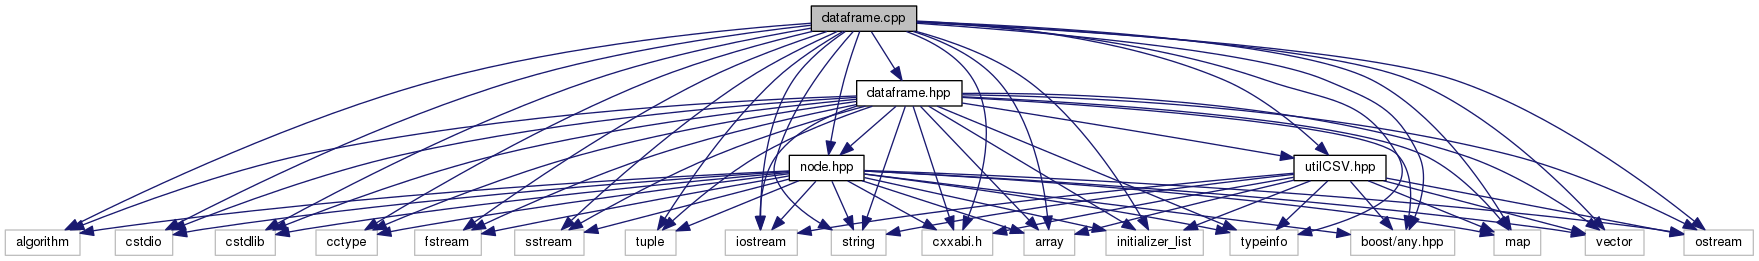 dataframe.cpp
dataframe.hpp
node.hpp
utilCSV.hpp
algorithm
cstdio
cstdlib
cctype
fstream
sstream
tuple
iostream
string
cxxabi.h
array
initializer_list
typeinfo
boost/any.hpp
map
vector
ostream